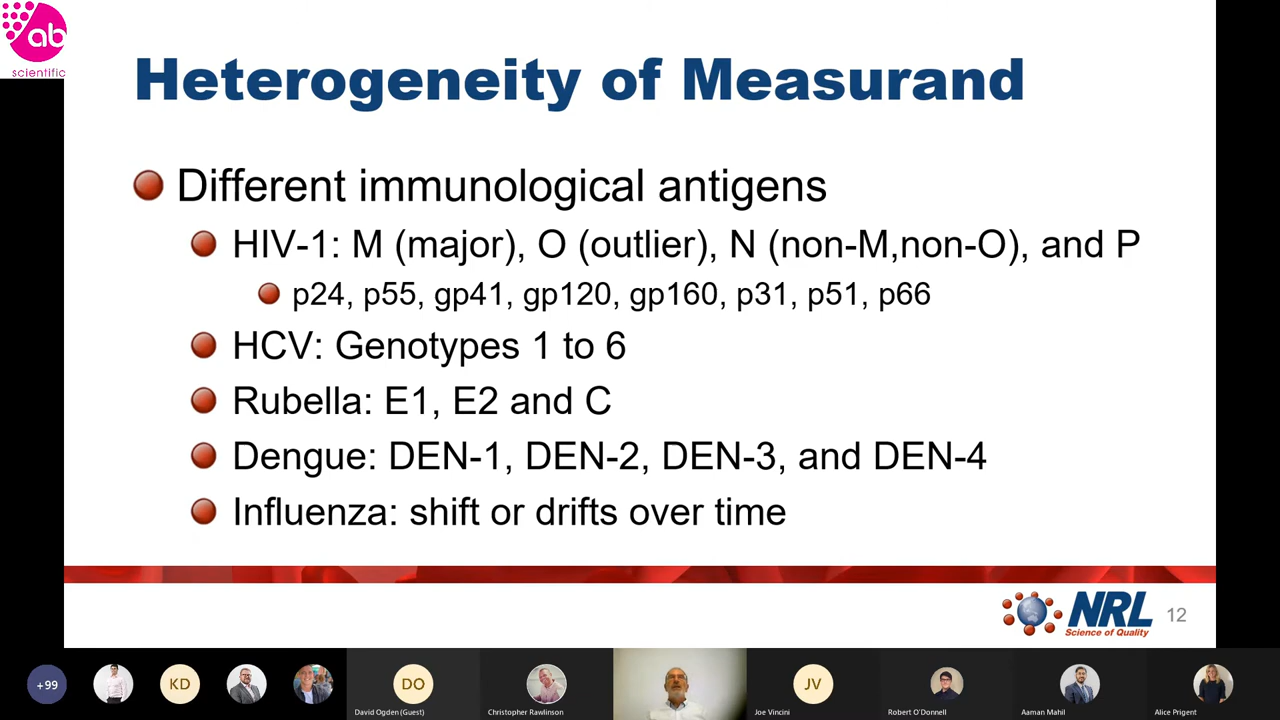 ab
scientific
Heterogeneity of Measurand
Different immunological antigens
HIV-1: M (major), O (outlier), N (non-M,non-O), and P
p24, p55, gp41, gp120, gp160, p31, p51, p66
HCV: Genotypes 1 to 6
Rubella: E1, E2 and C
Dengue: DEN-1, DEN-2, DEN-3, and DEN-4
Influenza: shift or drifts over time
NRL
Science of Quality
12
+99
KD
DO
JV
David Ogden (Guest)
Christopher Rawlinson
Joe Vincini
Robert O'Donnell
Aaman Mahil
Alice Prigent